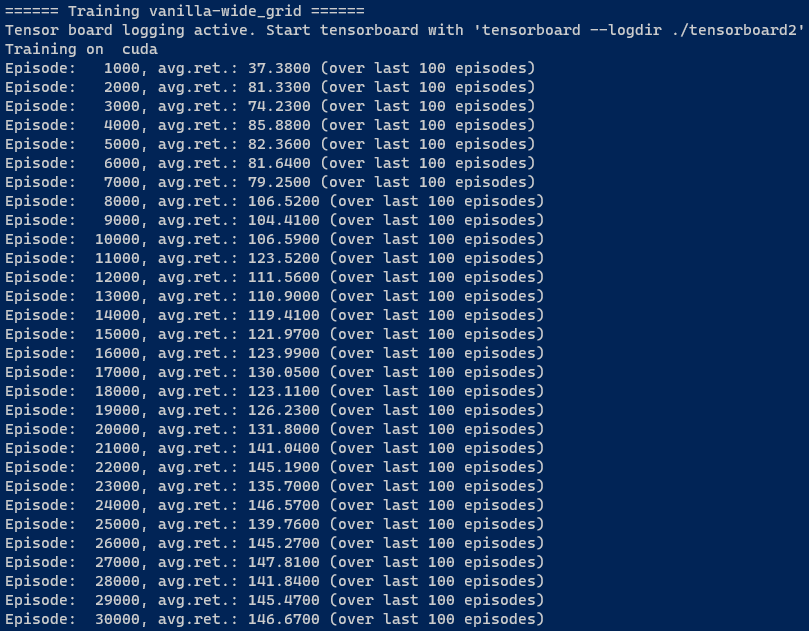 ====== Training vanilla-wide_grid ======
Tensor board logging active. Start tensorboard with 'tensorboard --logdir ./tensorboard2'
Training on  cuda
Episode:   1000, avg.ret.: 37.3800 (over last 100 episodes)
Episode:   2000, avg.ret.: 81.3300 (over last 100 episodes)
Episode:   3000, avg.ret.: 74.2300 (over last 100 episodes)
Episode:   4000, avg.ret.: 85.8800 (over last 100 episodes)
Episode:   5000, avg.ret.: 82.3600 (over last 100 episodes)
Episode:   6000, avg.ret.: 81.6400 (over last 100 episodes)
Episode:   7000, avg.ret.: 79.2500 (over last 100 episodes)
Episode:   8000, avg.ret.: 106.5200 (over last 100 episodes)
Episode:   9000, avg.ret.: 104.4100 (over last 100 episodes)
Episode:  10000, avg.ret.: 106.5900 (over last 100 episodes)
Episode:  11000, avg.ret.: 123.5200 (over last 100 episodes)
Episode:  12000, avg.ret.: 111.5600 (over last 100 episodes)
Episode:  13000, avg.ret.: 110.9000 (over last 100 episodes)
Episode:  14000, avg.ret.: 119.4100 (over last 100 episodes)
Episode:  15000, avg.ret.: 121.9700 (over last 100 episodes)
Episode:  16000, avg.ret.: 123.9900 (over last 100 episodes)
Episode:  17000, avg.ret.: 130.0500 (over last 100 episodes)
Episode:  18000, avg.ret.: 123.1100 (over last 100 episodes)
Episode:  19000, avg.ret.: 126.2300 (over last 100 episodes)
Episode:  20000, avg.ret.: 131.8000 (over last 100 episodes)
Episode:  21000, avg.ret.: 141.0400 (over last 100 episodes)
Episode:  22000, avg.ret.: 145.1900 (over last 100 episodes)
Episode:  23000, avg.ret.: 135.7000 (over last 100 episodes)
Episode:  24000, avg.ret.: 146.5700 (over last 100 episodes)
Episode:  25000, avg.ret.: 139.7600 (over last 100 episodes)
Episode:  26000, avg.ret.: 145.2700 (over last 100 episodes)
Episode:  27000, avg.ret.: 147.8100 (over last 100 episodes)
Episode:  28000, avg.ret.: 141.8400 (over last 100 episodes)
Episode:  29000, avg.ret.: 145.4700 (over last 100 episodes)
Episode:  30000, avg.ret.: 146.6700 (over last 100 episodes)